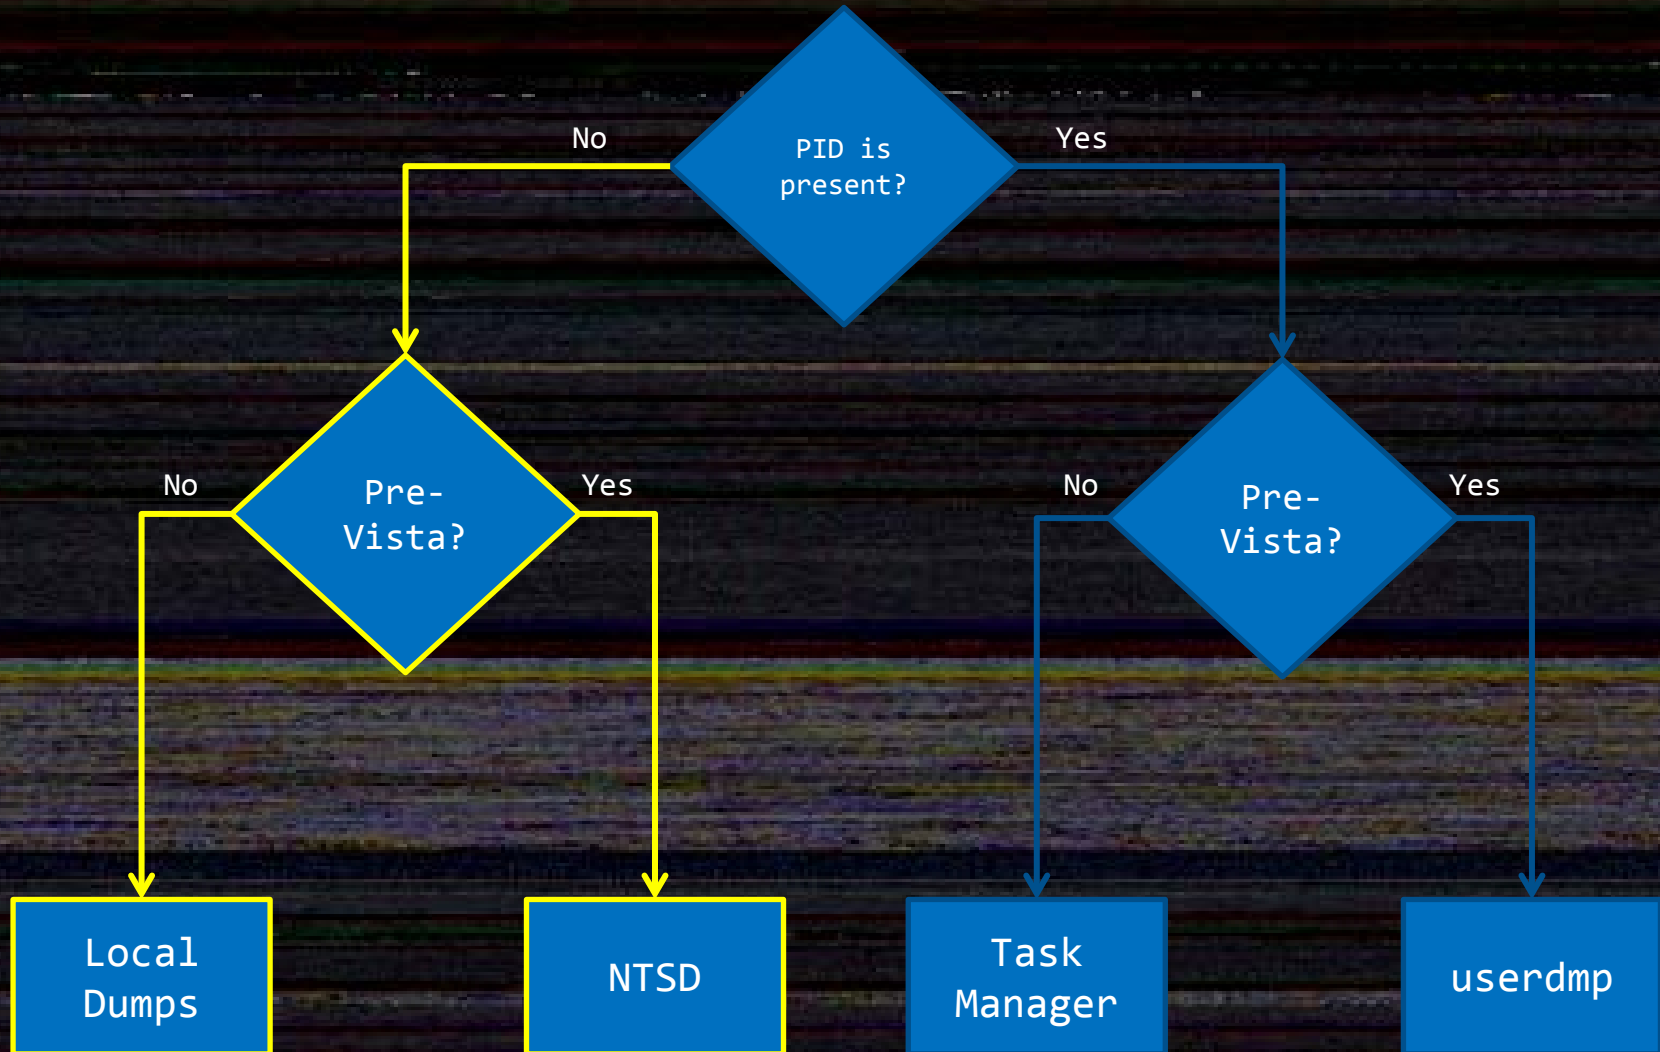 No
PID is
present?
Yes
No
Pre-
Vista?
Yes
No
Pre-
Vista?
Yes
Local
Dumps
NTSD
Task
Manager
userdmp